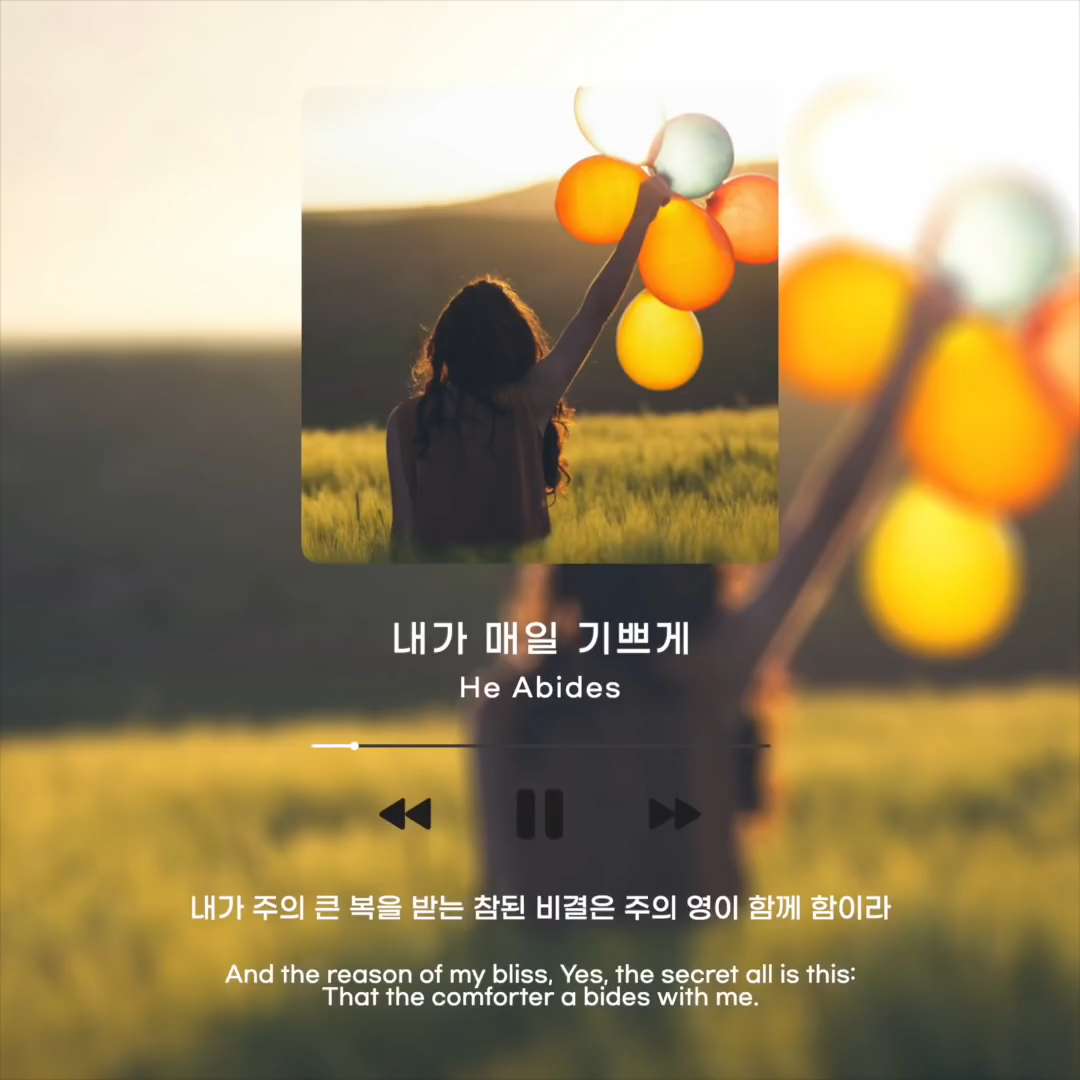 내가 매일 기쁘게
He Abides
내가 주의 큰 복을 받는 참된 비결은 주의 영이 함께 함이라
And the reason of my bliss, Yes, the secret all is this:
That the comforter a bides with me.